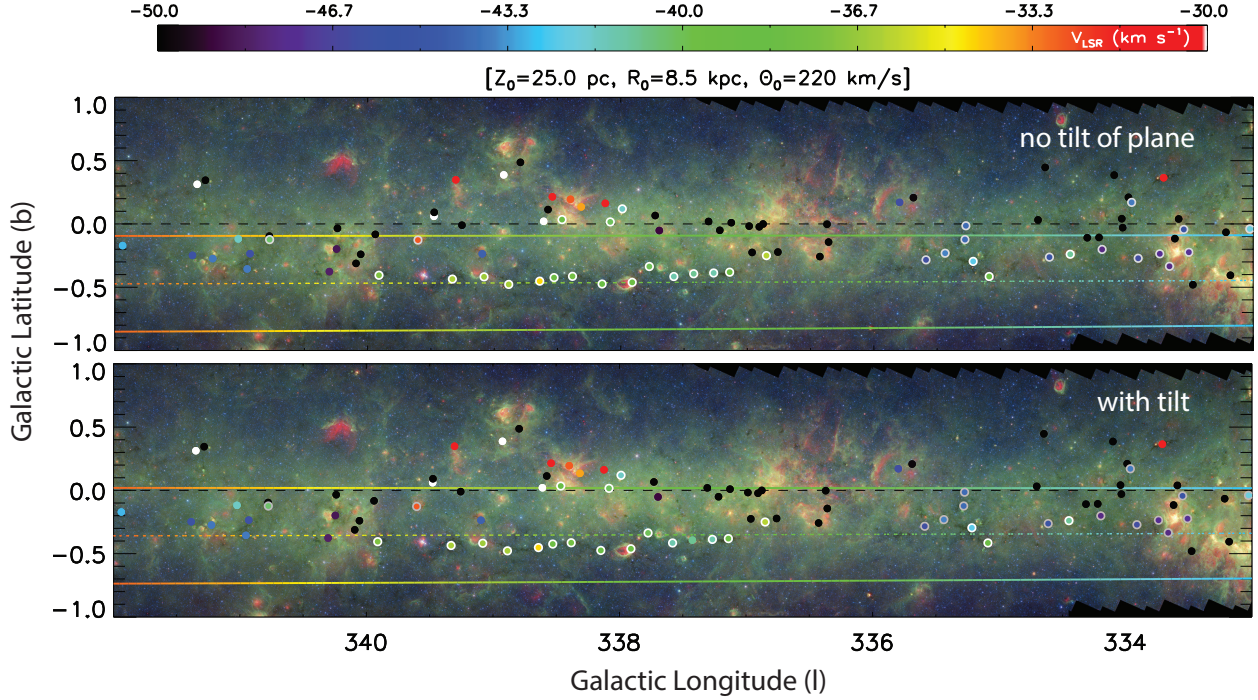 −50.0 −46.7 −43.3 −40.0 −36.7 −33.3 −30.0
V_LSR (km s⁻¹)
[Z₀=25.0 pc, R₀=8.5 kpc, Θ₀=220 km/s]
1.0
0.5
0.0
−0.5
−1.0
no tilt of plane
1.0
0.5
0.0
−0.5
−1.0
with tilt
Galactic Latitude (b)
340 338 336 334
Galactic Longitude (l)